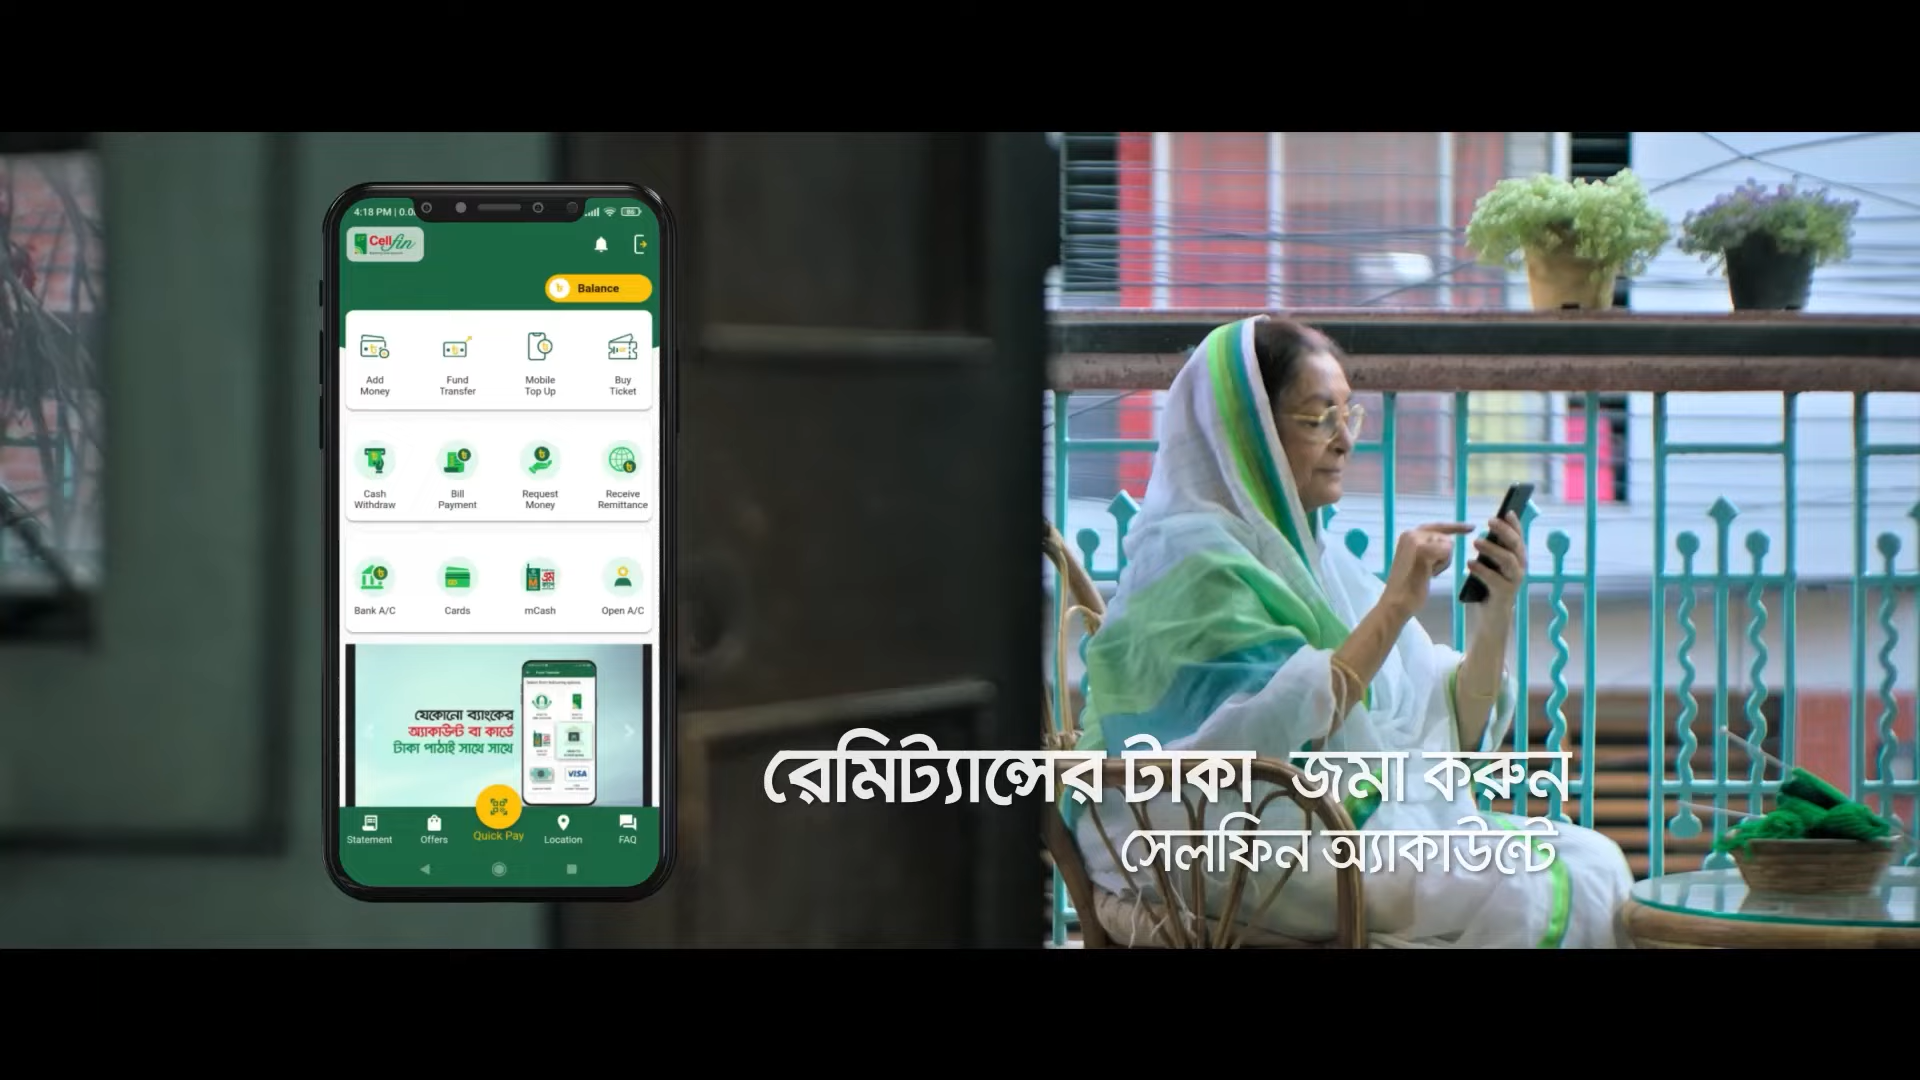 4:18 PM | 0.0
Cellfin
Balance
Add Money
Fund Transfer
Mobile Top Up
Buy Ticket
Cash Withdraw
Bill Payment
Request Money
Receive Remittance
Bank A/C
Cards
mCash
Open A/C
যেকোনো ব্যাংকের
অ্যাকাউন্ট বা কার্ডে
টাকা পাঠাই সাথে সাথে
VISA
Statement
Offers
Quick Pay
Location
FAQ
রেমিট্যান্সের টাকা জমা করুন
সেলফিন অ্যাকাউন্টে